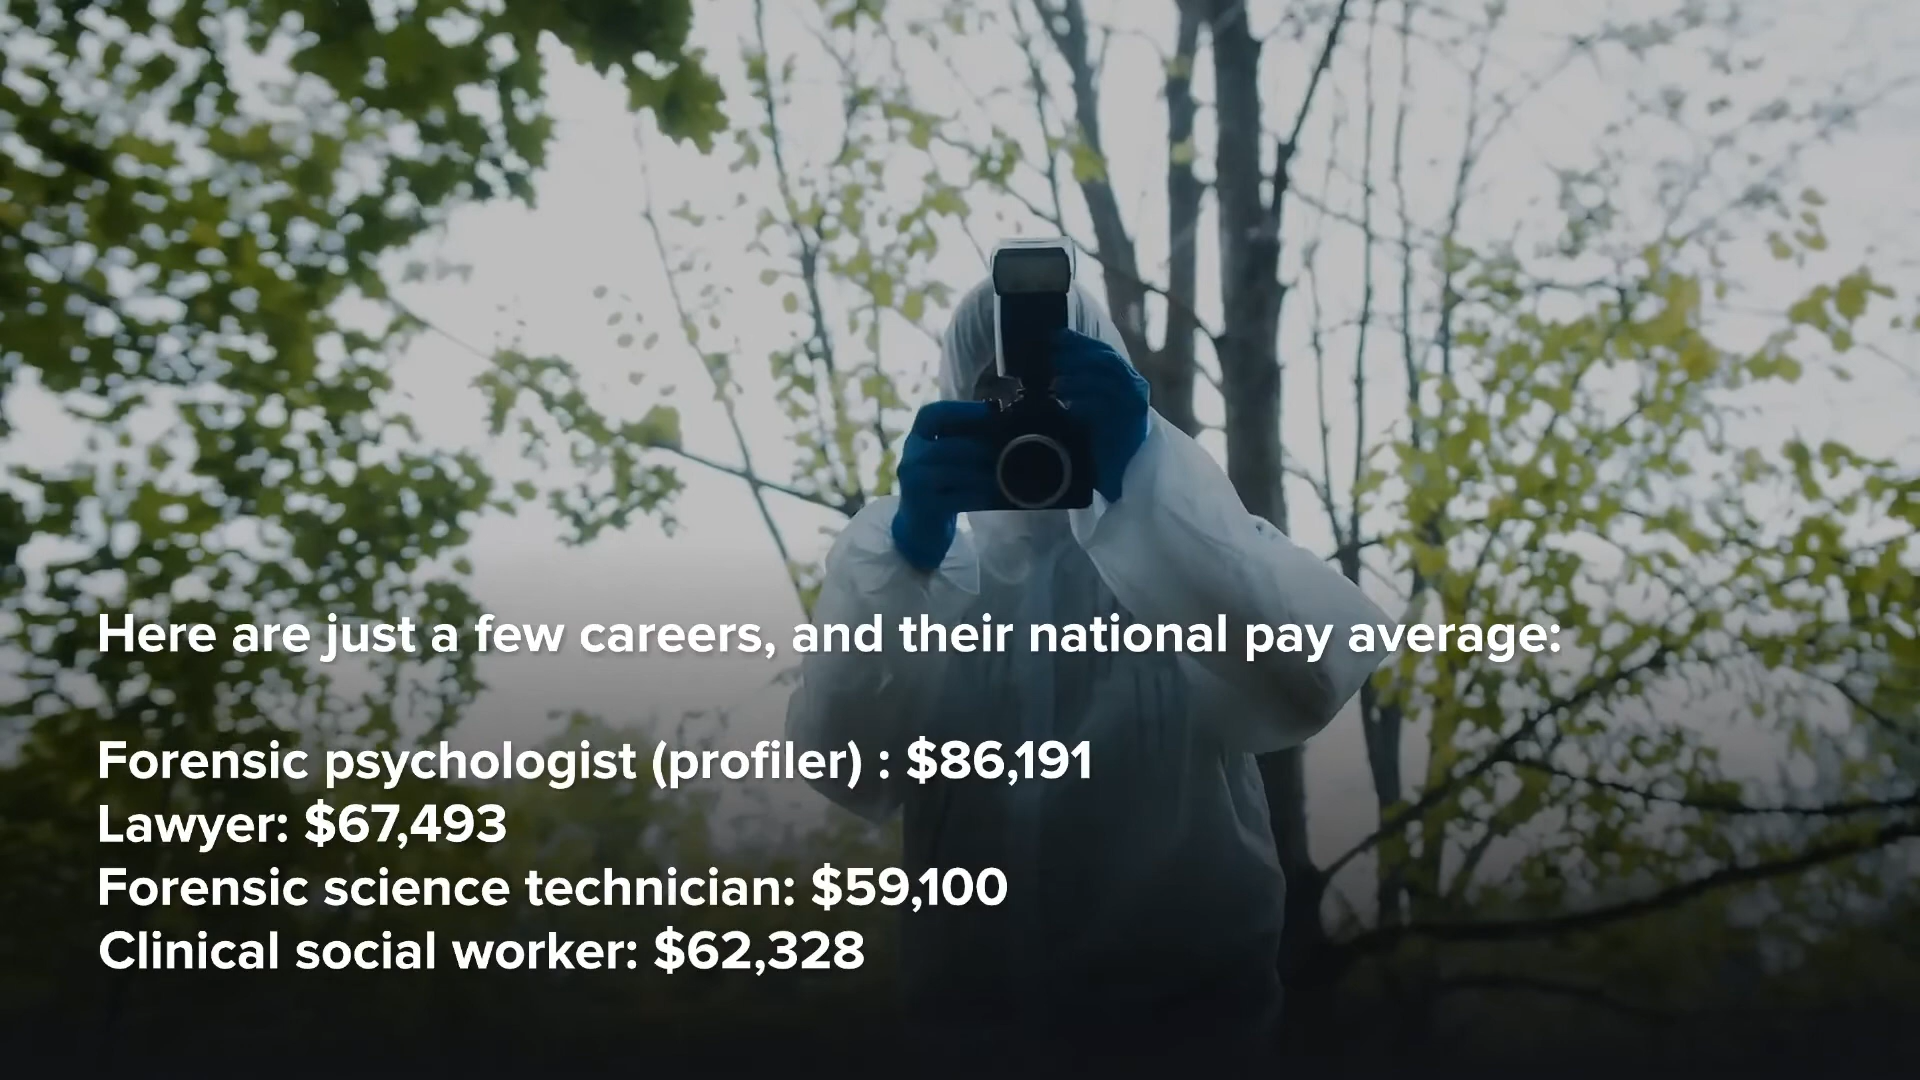 Here are just a few careers, and their national pay average:
Forensic psychologist (profiler) : $86,191
Lawyer: $67,493
Forensic science technician: $59,100
Clinical social worker: $62,328